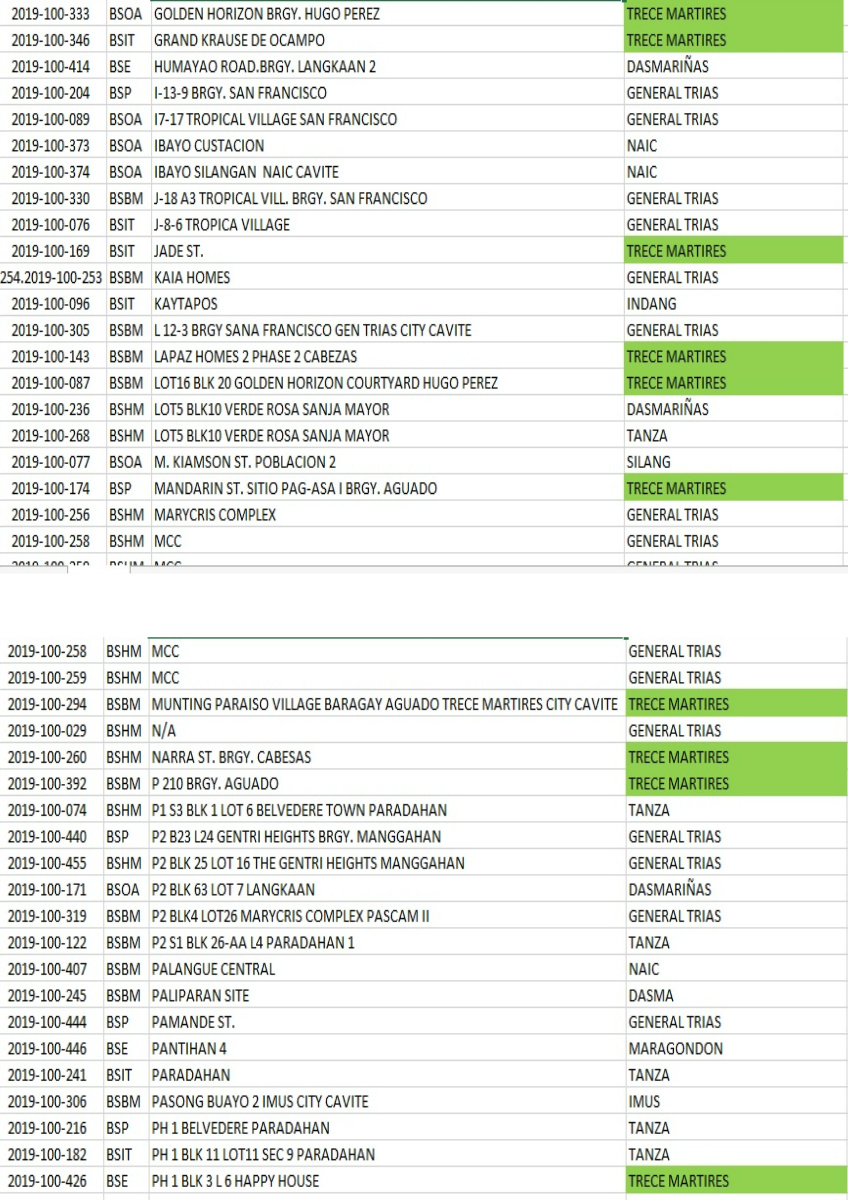 2019-100-333 BSOA GOLDEN HORIZON BRGY. HUGO PEREZ TRECE MARTIRES
2019-100-346 BSIT GRAND KRAUSE DE OCAMPO TRECE MARTIRES
2019-100-414 BSE HUMAYAO ROAD.BRGY. LANGKAAN 2 DASMARIÑAS
2019-100-204 BSP I-13-9 BRGY. SAN FRANCISCO GENERAL TRIAS
2019-100-089 BSOA I7-17 TROPICAL VILLAGE SAN FRANCISCO GENERAL TRIAS
2019-100-373 BSOA IBAYO CUSTACION NAIC
2019-100-374 BSOA IBAYO SILANGAN NAIC CAVITE NAIC
2019-100-330 BSBM J-18 A3 TROPICAL VILL. BRGY. SAN FRANCISCO GENERAL TRIAS
2019-100-076 BSIT J-8-6 TROPICA VILLAGE GENERAL TRIAS
2019-100-169 BSIT JADE ST. TRECE MARTIRES
254.2019-100-253 BSBM KAIA HOMES GENERAL TRIAS
2019-100-096 BSIT KAYTAPOS INDANG
2019-100-305 BSBM L 12-3 BRGY SANA FRANCISCO GEN TRIAS CITY CAVITE GENERAL TRIAS
2019-100-143 BSBM LAPAZ HOMES 2 PHASE 2 CABEZAS TRECE MARTIRES
2019-100-087 BSBM LOT16 BLK 20 GOLDEN HORIZON COURTYARD HUGO PEREZ TRECE MARTIRES
2019-100-236 BSHM LOT5 BLK10 VERDE ROSA SANJA MAYOR DASMARIÑAS
2019-100-268 BSHM LOT5 BLK10 VERDE ROSA SANJA MAYOR TANZA
2019-100-077 BSOA M. KIAMSON ST. POBLACION 2 SILANG
2019-100-174 BSP MANDARIN ST. SITIO PAG-ASA I BRGY. AGUADO TRECE MARTIRES
2019-100-256 BSHM MARYCRIS COMPLEX GENERAL TRIAS
2019-100-258 BSHM MCC GENERAL TRIAS
2019-100-259 BSHM MCC GENERAL TRIAS
2019-100-258 BSHM MCC GENERAL TRIAS
2019-100-259 BSHM MCC GENERAL TRIAS
2019-100-294 BSBM MUNTING PARAISO VILLAGE BARAGAY AGUADO TRECE MARTIRES CITY CAVITE TRECE MARTIRES
2019-100-029 BSHM N/A GENERAL TRIAS
2019-100-260 BSHM NARRA ST. BRGY. CABESAS TRECE MARTIRES
2019-100-392 BSBM P 210 BRGY. AGUADO TRECE MARTIRES
2019-100-074 BSHM P1 S3 BLK 1 LOT 6 BELVEDERE TOWN PARADAHAN TANZA
2019-100-440 BSP P2 B23 L24 GENTRI HEIGHTS BRGY. MANGGAHAN GENERAL TRIAS
2019-100-455 BSHM P2 BLK 25 LOT 16 THE GENTRI HEIGHTS MANGGAHAN GENERAL TRIAS
2019-100-171 BSOA P2 BLK 63 LOT 7 LANGKAAN DASMARIÑAS
2019-100-319 BSBM P2 BLK4 LOT26 MARYCRIS COMPLEX PASCAM II GENERAL TRIAS
2019-100-122 BSBM P2 S1 BLK 26-AA L4 PARADAHAN 1 TANZA
2019-100-407 BSBM PALANGUE CENTRAL NAIC
2019-100-245 BSBM PALIPARAN SITE DASMA
2019-100-444 BSP PAMANDE ST. GENERAL TRIAS
2019-100-446 BSE PANTIHAN 4 MARAGONDON
2019-100-241 BSIT PARADAHAN TANZA
2019-100-306 BSBM PASONG BUAYO 2 IMUS CITY CAVITE IMUS
2019-100-216 BSP PH 1 BELVEDERE PARADAHAN TANZA
2019-100-182 BSIT PH 1 BLK 11 LOT11 SEC 9 PARADAHAN TANZA
2019-100-426 BSE PH 1 BLK 3 L 6 HAPPY HOUSE TRECE MARTIRES